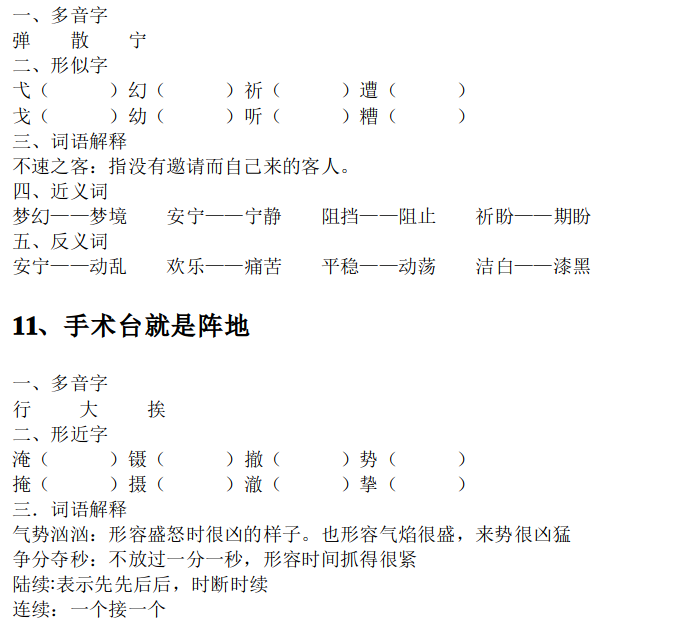 一、多音字
弹 散 宁
二、形似字
弋（ ）幻（ ）祈（ ）遭（ ）
戈（ ）幼（ ）听（ ）糟（ ）
三、词语解释
不速之客：指没有邀请而自己来的客人。
四、近义词
梦幻——梦境 安宁——宁静 阻挡——阻止 祈盼——期盼
五、反义词
安宁——动乱 欢乐——痛苦 平稳——动荡 洁白——漆黑
11、手术台就是阵地
一、多音字
行 大 挨
二、形近字
淹（ ）镊（ ）撤（ ）势（ ）
掩（ ）摄（ ）澈（ ）挚（ ）
三．词语解释
气势汹汹：形容盛怒时很凶的样子。也形容气焰很盛，来势很凶猛
争分夺秒：不放过一分一秒，形容时间抓得很紧
陆续:表示先先后后，时断时续
连续：一个接一个